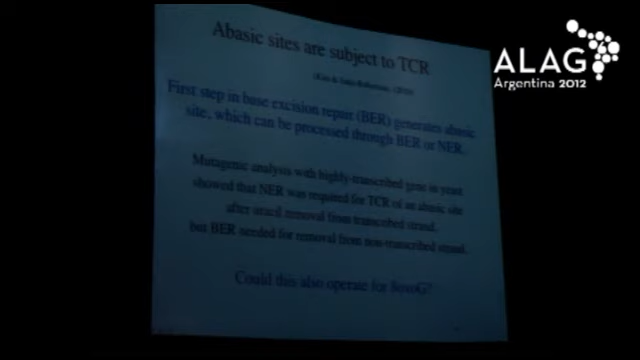 Abasic sites are subject to TCR
First step in base excision repair (BER) generates abasic
site, which can be processed through BER or NER.
Mutagenic analysis with highly-transcribed gene in yeast
showed that NER was required for TCR of an abasic site
after uracil removal from transcribed strand,
but BER needed for removal from non-transcribed strand.
Could this also operate for 8oxoG?
ALAG
Argentina 2012